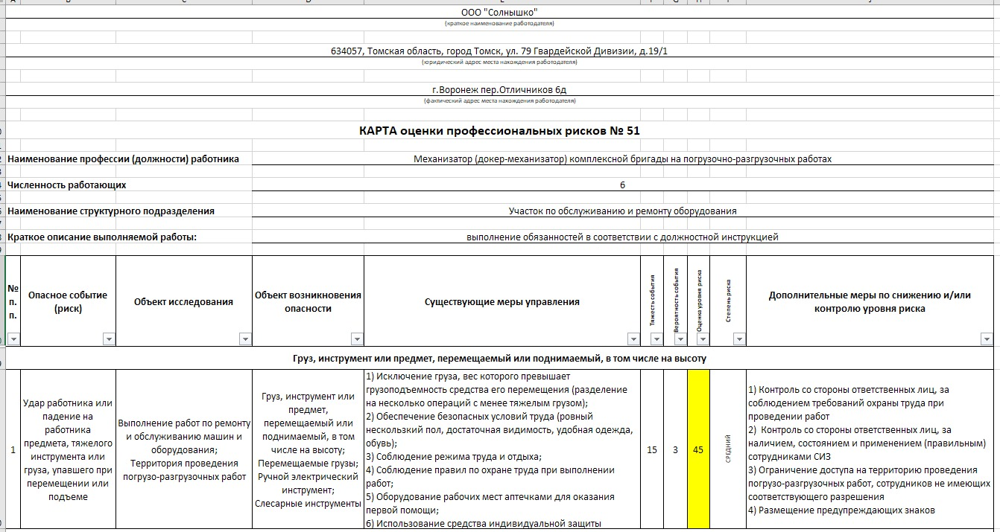 ООО "Солнышко"
(краткое наименование работодателя)
634057, Томская область, город Томск, ул. 79 Гвардейской Дивизии, д.19/1
(юридический адрес места нахождения работодателя)
г.Воронеж пер.Отличников 6д
(фактический адрес места нахождения работодателя)
КАРТА оценки профессиональных рисков № 51
Наименование профессии (должности) работника
Механизатор (докер-механизатор) комплексной бригады на погрузочно-разгрузочных работах
Численность работающих
6
Наименование структурного подразделения
Участок по обслуживанию и ремонту оборудования
Краткое описание выполняемой работы:
выполнение обязанностей в соответствии с должностной инструкцией
№
п.
п.
Опасное событие
(риск)
Объект исследования
Объект возникновения
опасности
Существующие меры управления
Тяжесть события
Вероятность события
Оценка уровня риска
Степень риска
Дополнительные меры по снижению и/или
контролю уровня риска
Груз, инструмент или предмет, перемещаемый или поднимаемый, в том числе на высоту
1
Удар работника или
падение на
работника
предмета, тяжелого
инструмента или
груза, упавшего при
перемещении или
подъеме
Выполнение работ по ремонту
и обслуживанию машин и
оборудования;
Территория проведения
погрузо-разгрузочных работ
Груз, инструмент или
предмет,
перемещаемый или
поднимаемый, в том
числе на высоту;
Перемещаемые грузы;
Ручной электрический
инструмент;
Слесарные инструменты
1) Исключение груза, вес которого превышает
грузоподъемность средства его перемещения (разделение
на несколько операций с менее тяжелым грузом);
2) Обеспечение безопасных условий труда (ровный
нескользкий пол, достаточная видимость, удобная одежда,
обувь);
3) Соблюдение режима труда и отдыха;
4) Соблюдение правил по охране труда при выполнении
работ;
5) Оборудование рабочих мест аптечками для оказания
первой помощи;
6) Использование средства индивидуальной защиты
15
3
45
СРЕДНИЙ
1) Контроль со стороны ответственных лиц, за
соблюдением требований охраны труда при
проведении работ
2) Контроль со стороны ответственных лиц, за
наличием, состоянием и применением (правильным)
сотрудниками СИЗ
3) Ограничение доступа на территорию проведения
погрузо-разгрузочных работ, сотрудников не имеющих
соответствующего разрешения
4) Размещение предупреждающих знаков